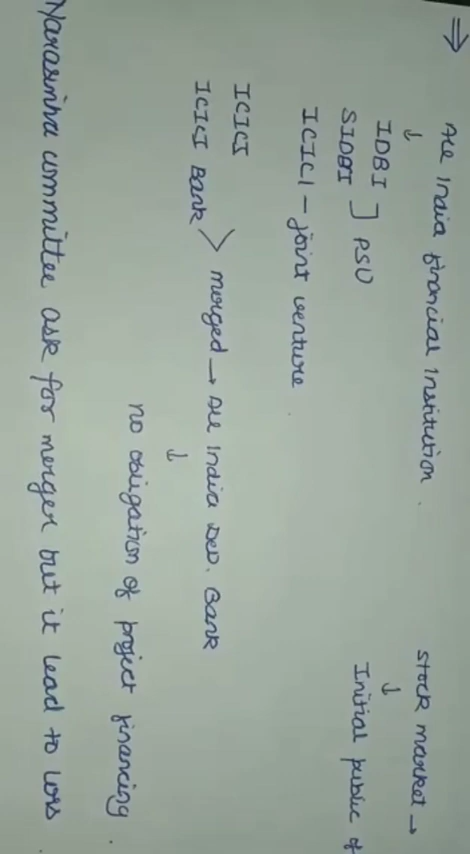 ⇒ All India financial Institution .
↓
IDBI
SIDBI ] PSU
ICICI - joint venture .
ICICI
ICICI Bank > merged → All India Dev. Bank
↓
no obligation of project financing .
Narasimha committee ask for merger but it lead to loss .
stock market →
↓
Initial public of